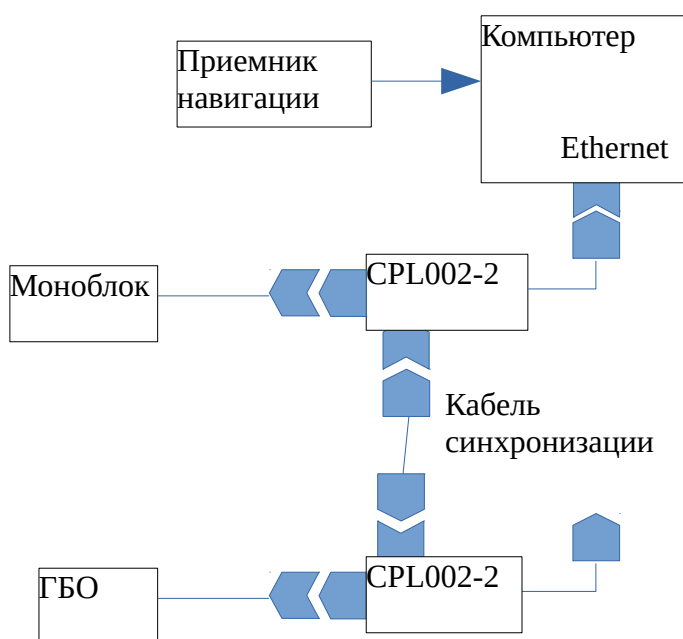 Приемник
навигации
Компьютер
Ethernet
Моноблок
CPL002-2
Кабель
синхронизации
ГБО
CPL002-2